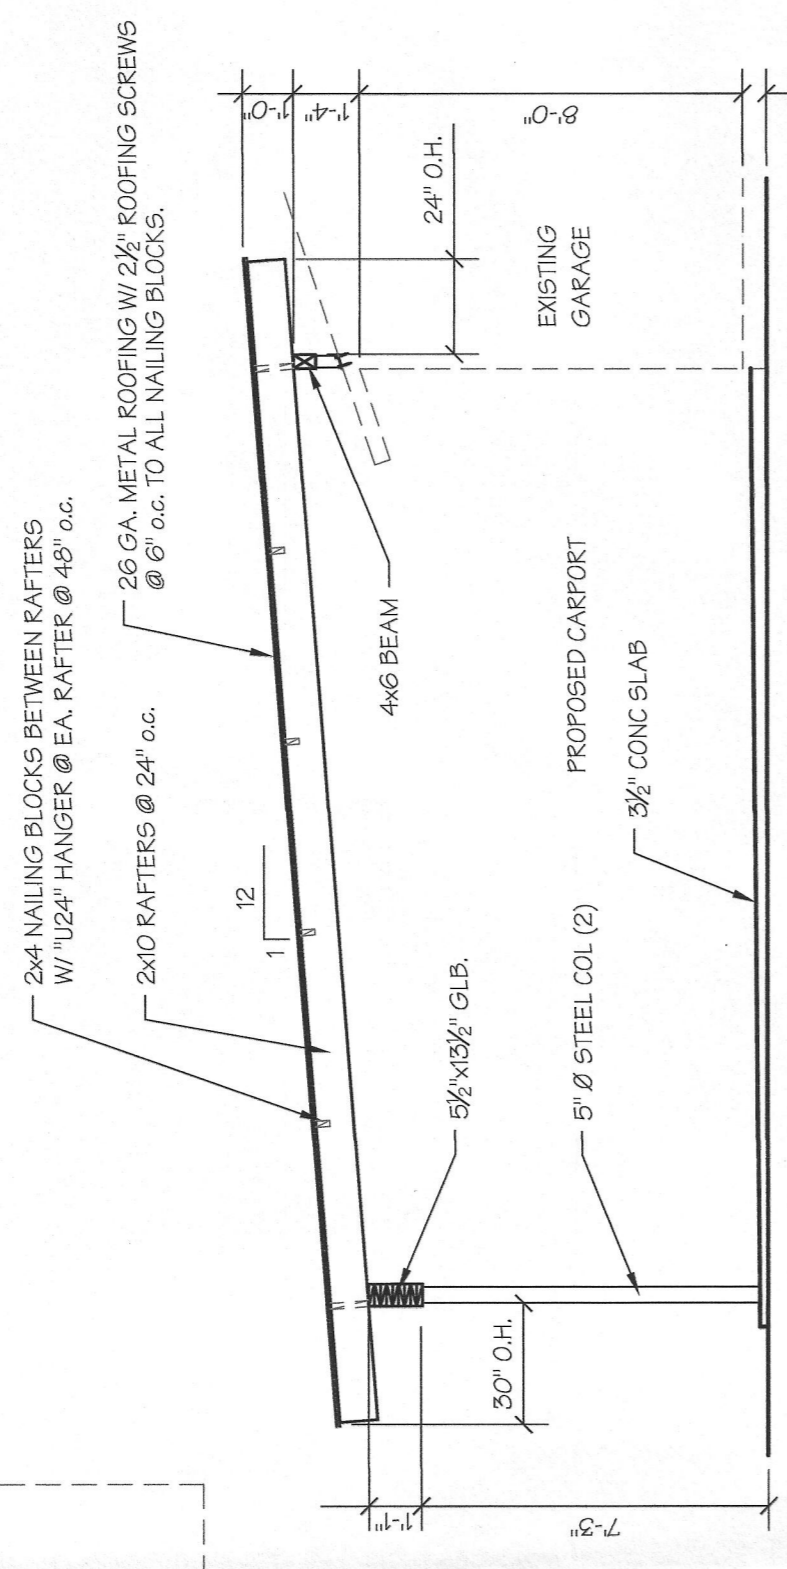 2x4 NAILING BLOCKS BETWEEN RAFTERS
W/ "U24" HANGER @ EA. RAFTER @ 48" o.c.
26 GA. METAL ROOFING W/ 2½" ROOFING SCREWS
@ 6" o.c. TO ALL NAILING BLOCKS.
2x10 RAFTERS @ 24" o.c.
12
1
1'-0"
1'-4"
8'-0"
24" O.H.
4x6 BEAM
EXISTING
GARAGE
PROPOSED CARPORT
3½" CONC SLAB
5½"x13½" GLB.
5" Ø STEEL COL (2)
30" O.H.
1'-1"
7'-3"